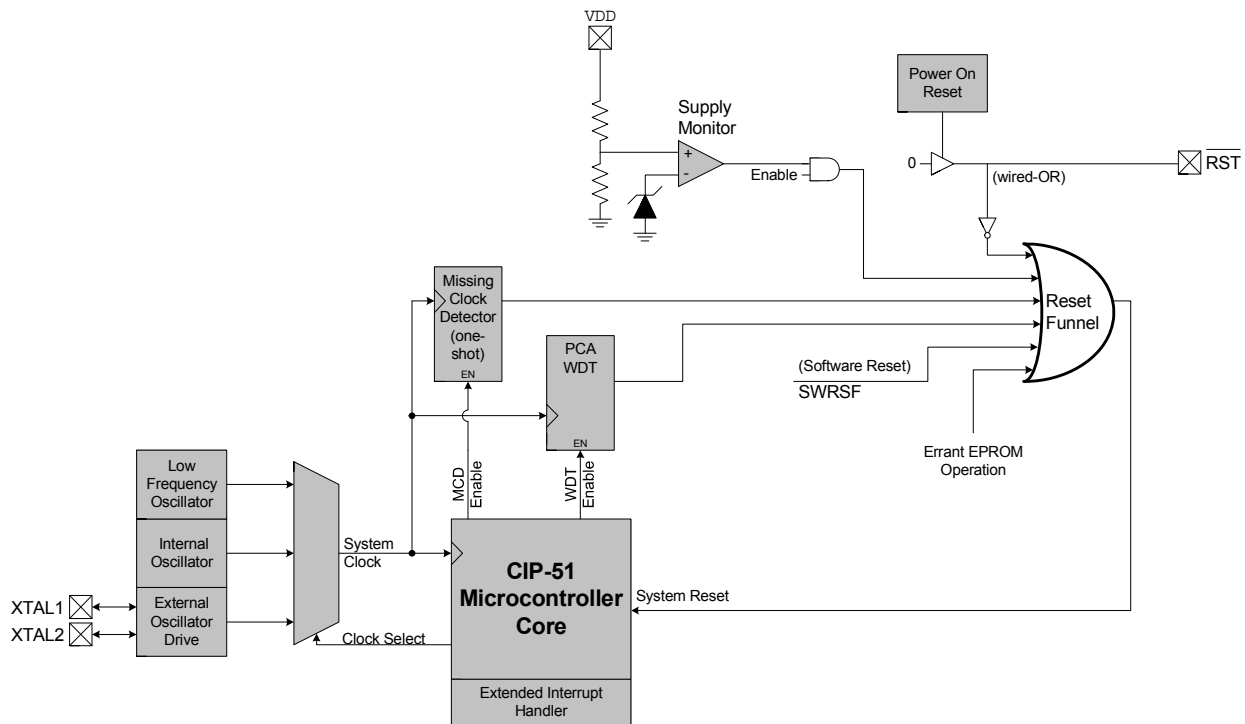 VDD
Power On
Reset
Supply
Monitor
+
-
Enable
0
(wired-OR)
RST
Missing
Clock
Detector
(one-
shot)
EN
PCA
WDT
EN
Reset
Funnel
(Software Reset)
SWRSF
Errant EPROM
Operation
MCD
Enable
WDT
Enable
Low
Frequency
Oscillator
Internal
Oscillator
External
Oscillator
Drive
XTAL1
XTAL2
System
Clock
Clock Select
CIP-51
Microcontroller
Core
System Reset
Extended Interrupt
Handler